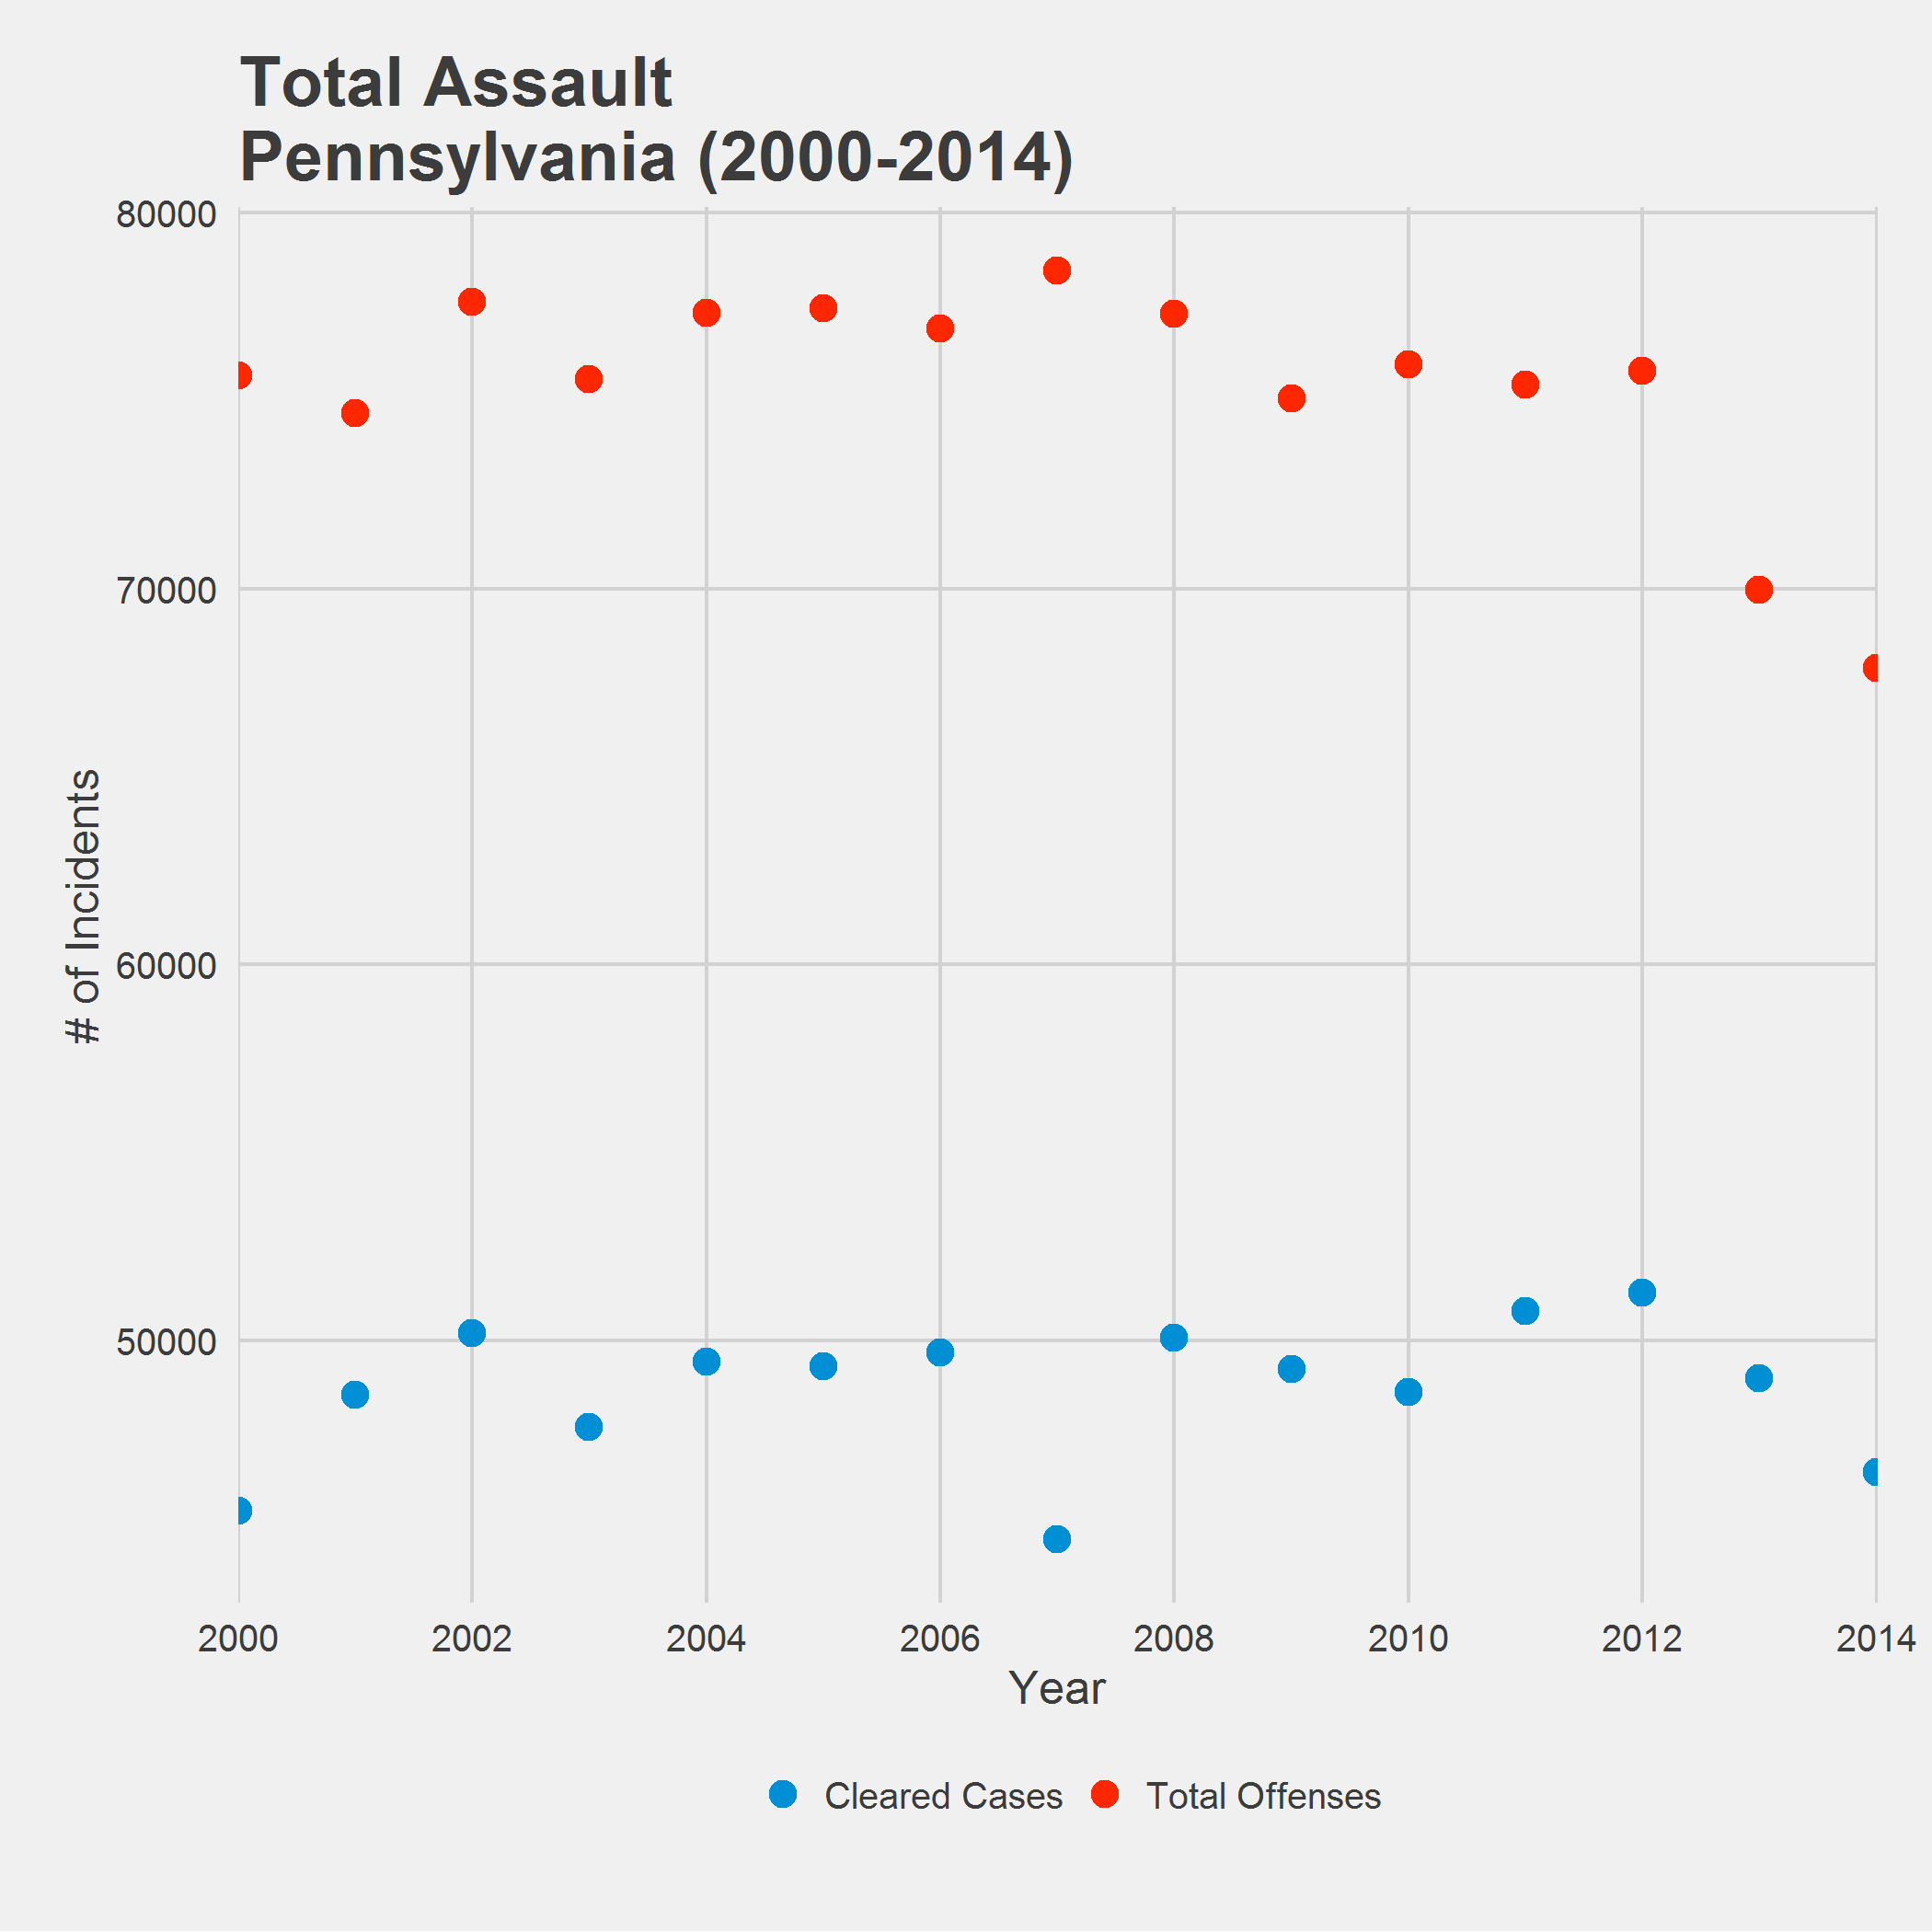 Total Assault
Pennsylvania (2000-2014)
80000
70000
60000
50000
# of Incidents
2000 2002 2004 2006 2008 2010 2012 2014
Year
Cleared Cases Total Offenses